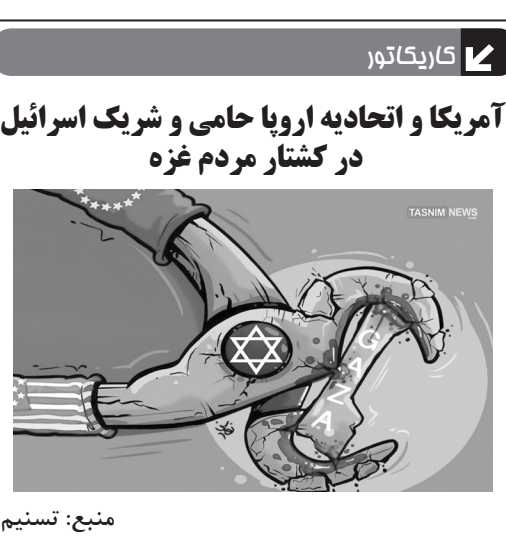 کاریکاتور
آمریکا و اتحادیه اروپا حامی و شریک اسرائیل
در کشتار مردم غزه
TASNIM NEWS
GAZA
منبع: تسنیم